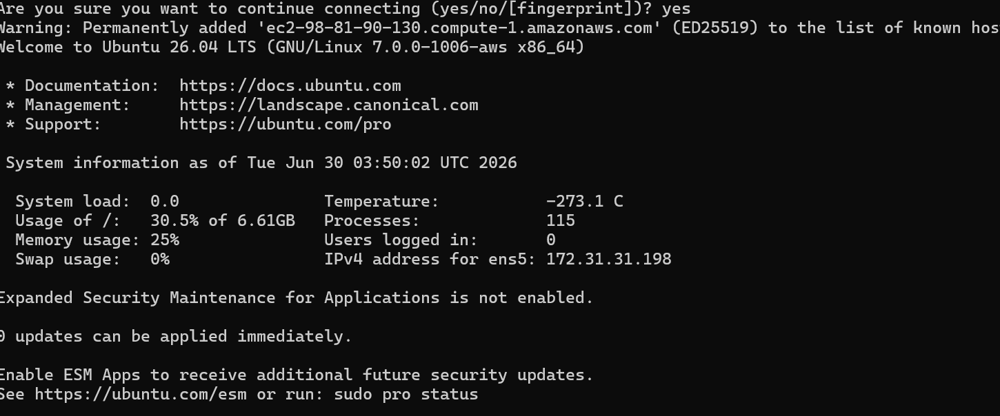 Are you sure you want to continue connecting (yes/no/[fingerprint])? yes
Warning: Permanently added 'ec2-98-81-90-130.compute-1.amazonaws.com' (ED25519) to the list of known hos
Welcome to Ubuntu 26.04 LTS (GNU/Linux 7.0.0-1006-aws x86_64)

 * Documentation:  https://docs.ubuntu.com
 * Management:     https://landscape.canonical.com
 * Support:        https://ubuntu.com/pro

 System information as of Tue Jun 30 03:50:02 UTC 2026

  System load:  0.0               Temperature:           -273.1 C
  Usage of /:   30.5% of 6.61GB   Processes:             115
  Memory usage: 25%               Users logged in:       0
  Swap usage:   0%                IPv4 address for ens5: 172.31.31.198

Expanded Security Maintenance for Applications is not enabled.

0 updates can be applied immediately.

Enable ESM Apps to receive additional future security updates.
See https://ubuntu.com/esm or run: sudo pro status